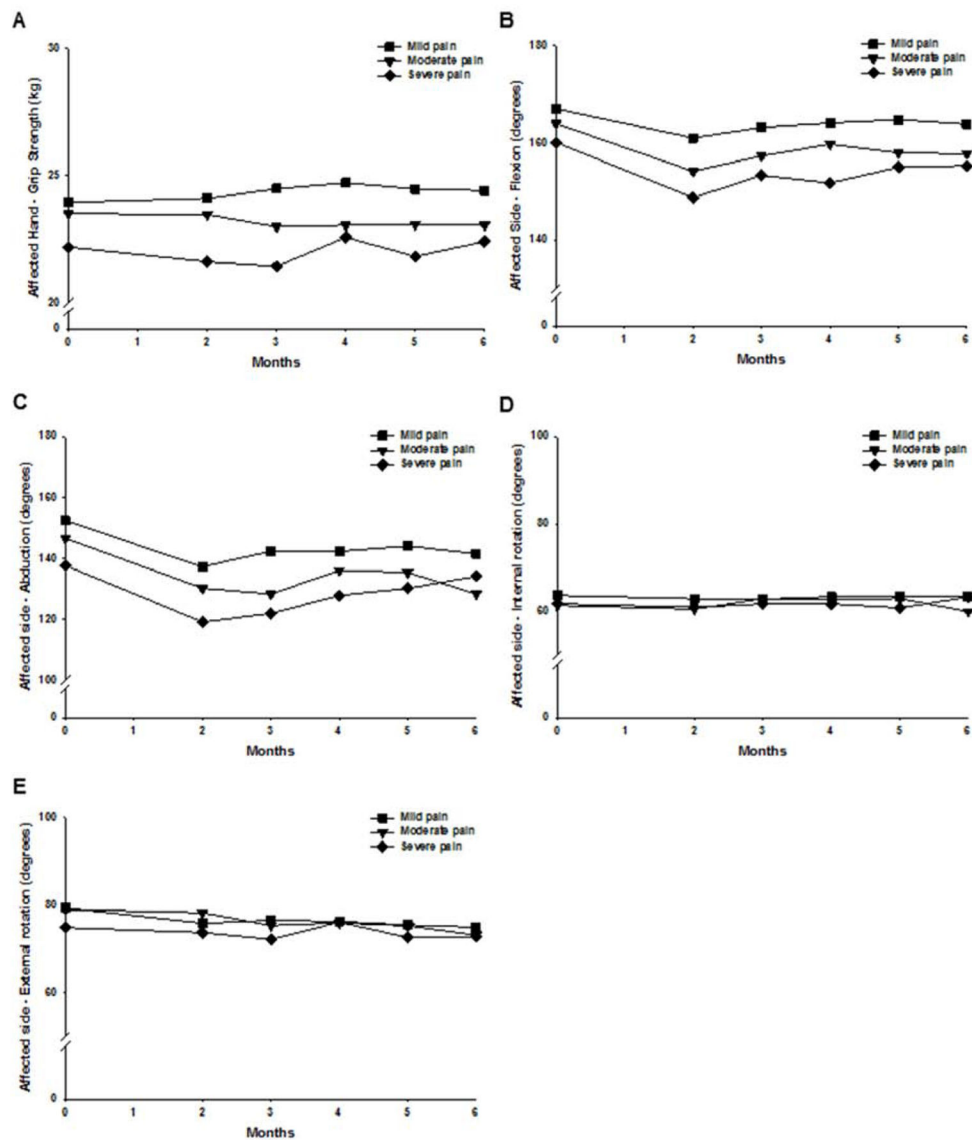 A
Affected Hand - Grip Strength (kg)
30
25
20
0
Mild pain
Moderate pain
Severe pain
0 1 2 3 4 5 6
Months
B
Affected Side - Flexion (degrees)
180
160
140
0
Mild pain
Moderate pain
Severe pain
0 1 2 3 4 5 6
Months
C
Affected side - Abduction (degrees)
180
160
140
120
100
0
Mild pain
Moderate pain
Severe pain
0 1 2 3 4 5 6
Months
D
Affected side - Internal rotation (degrees)
100
80
60
0
Mild pain
Moderate pain
Severe pain
0 1 2 3 4 5 6
Months
E
Affected side - External rotation (degrees)
100
80
60
0
Mild pain
Moderate pain
Severe pain
0 1 2 3 4 5 6
Months